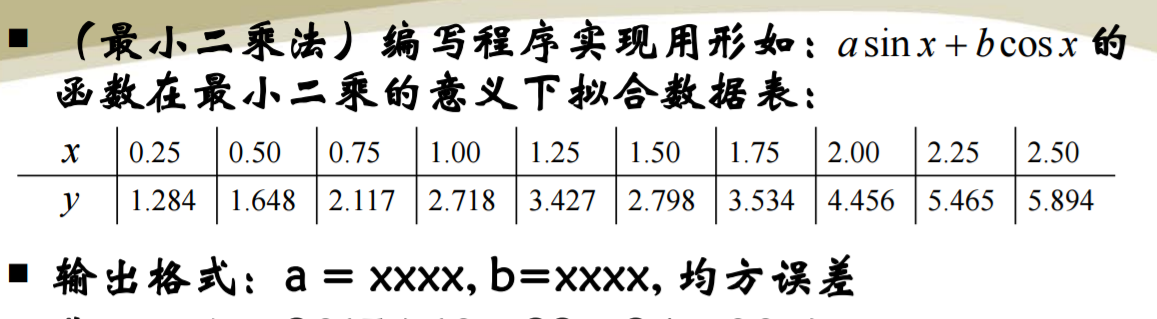 ■ （最小二乘法）编写程序实现用形如：a sin x + b cos x 的
函数在最小二乘的意义下拟合数据表：
x 0.25 0.50 0.75 1.00 1.25 1.50 1.75 2.00 2.25 2.50
y 1.284 1.648 2.117 2.718 3.427 2.798 3.534 4.456 5.465 5.894
■ 输出格式：a = xxxx, b=xxxx, 均方误差